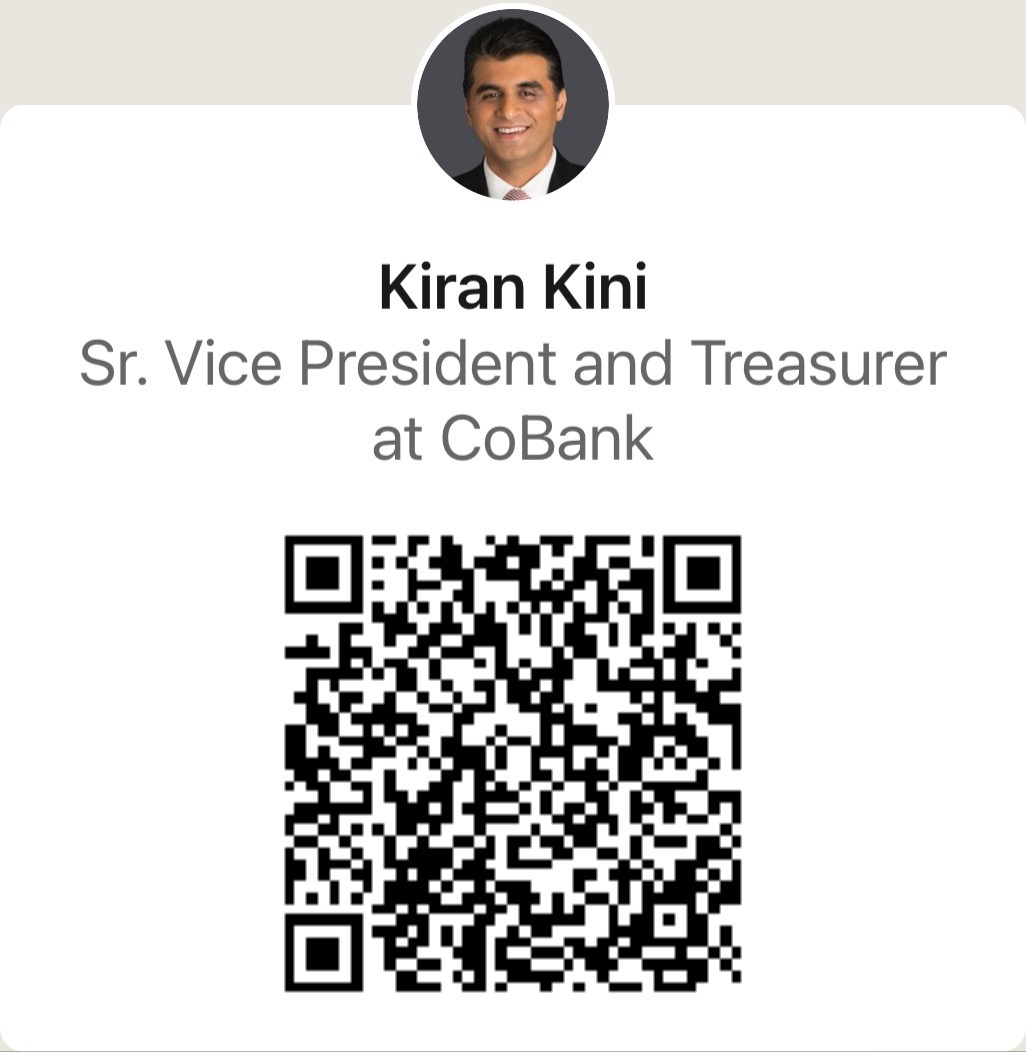 Kiran Kini
Sr. Vice President and Treasurer
at CoBank